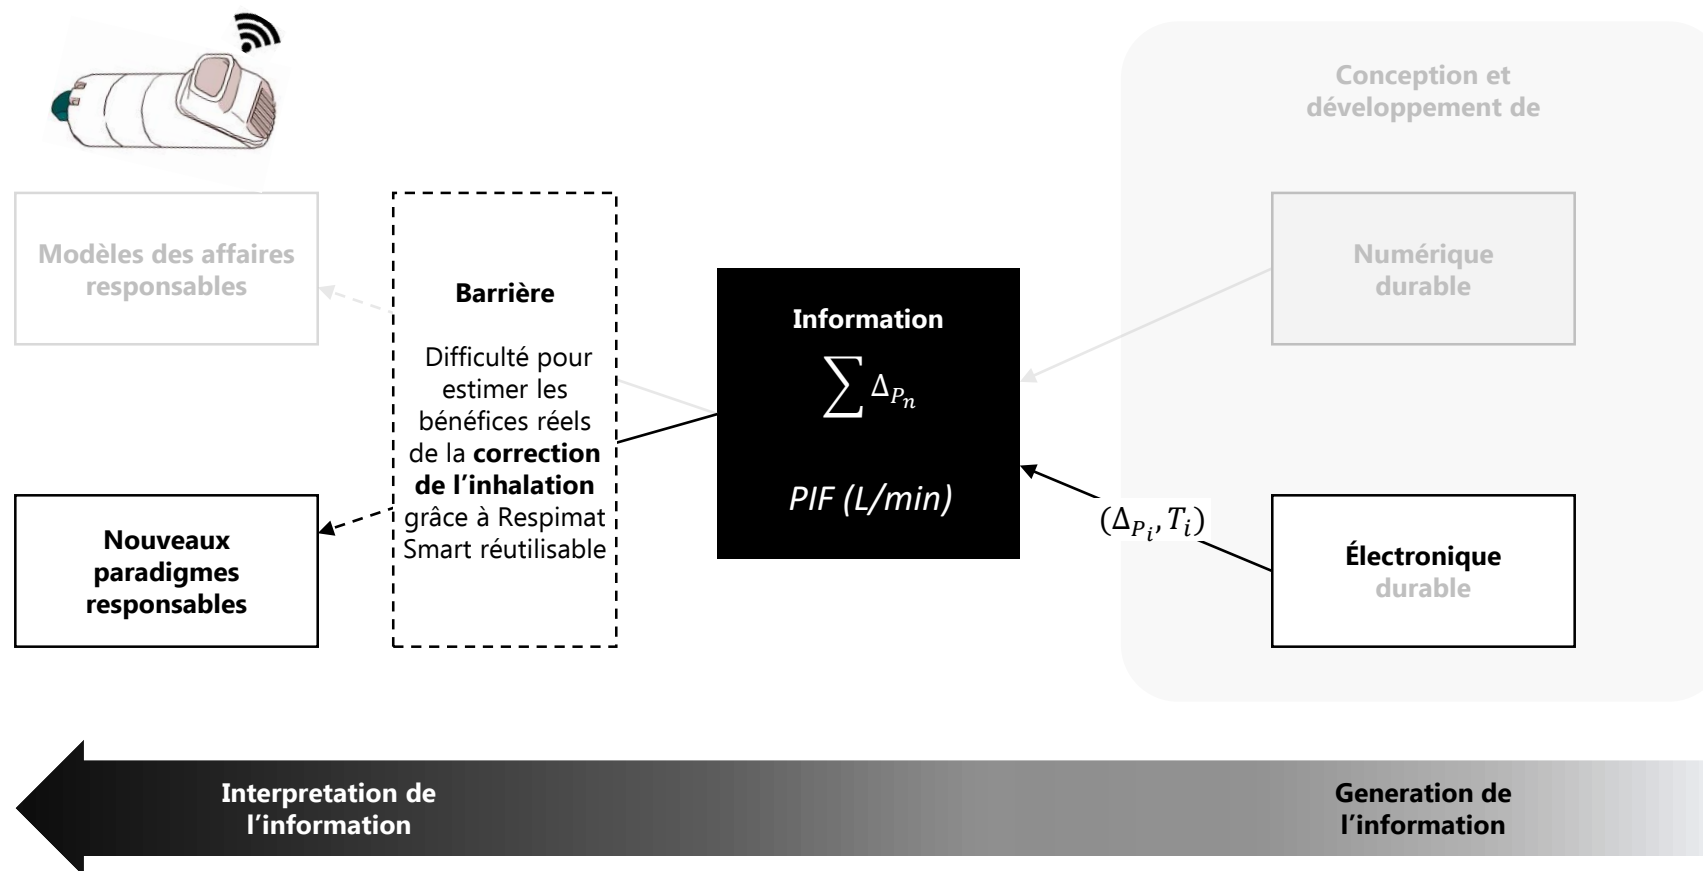 Conception et
développement de
Modèles des affaires
responsables
Barrière
Difficulté pour
estimer les
bénéfices réels
de la correction
de l'inhalation
grâce à Respimat
Smart réutilisable
Information
∑ Δ_{P_n}
PIF (L/min)
Numérique
durable
Nouveaux
paradigmes
responsables
(Δ_{P_i}, T_i)
Électronique
durable
Interpretation de
l'information
Generation de
l'information